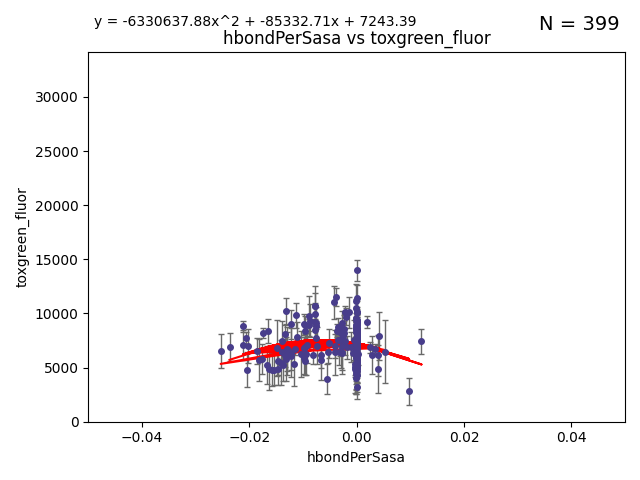 y = -6330637.88x^2 + -85332.71x + 7243.39
N = 399
hbondPerSasa vs toxgreen_fluor
30000
25000
20000
15000
10000
5000
0
toxgreen_fluor
−0.04
−0.02
0.00
0.02
0.04
hbondPerSasa